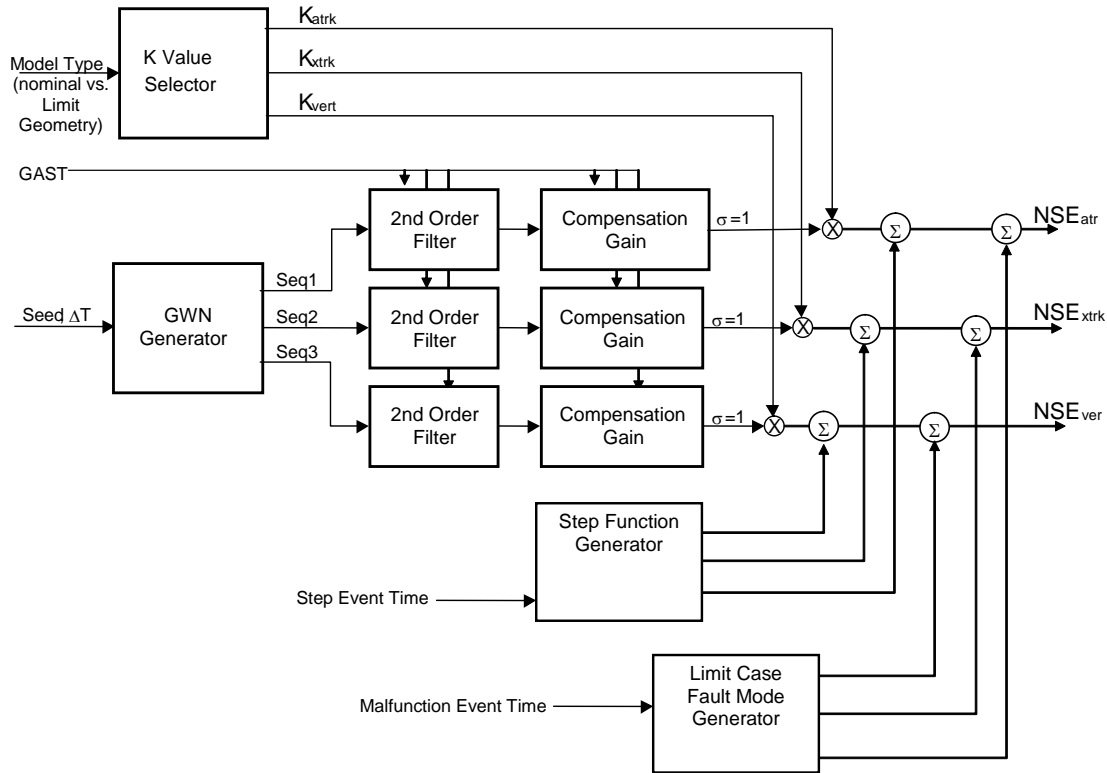 K Value
Selector
Model Type
(nominal vs.
Limit
Geometry)
Katrk
Kxtrk
Kvert
GAST
2nd Order
Filter
Compensation
Gain
σ=1
X
Σ
Σ
NSEatr
Seed, ΔT
GWN
Generator
Seq1
Seq2
Seq3
2nd Order
Filter
Compensation
Gain
σ=1
X
Σ
Σ
NSExtrk
2nd Order
Filter
Compensation
Gain
σ=1
X
Σ
Σ
NSEver
Step Function
Generator
Step Event Time
Limit Case
Fault Mode
Generator
Malfunction Event Time